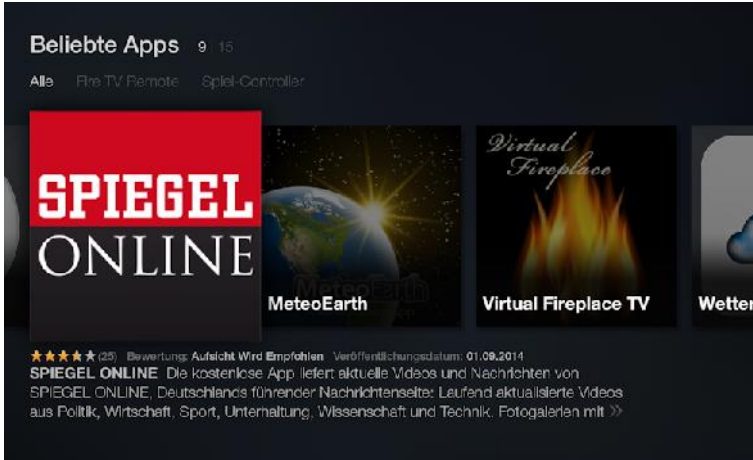 Beliebte Apps 9 | 15
Alle Fire TV Remote Spiel-Controller
SPIEGEL
ONLINE
Virtual
Fireplace
MeteoEarth
MeteoEarth
Virtual Fireplace TV
Wetter
(25) Bewertung: Aufsicht Wird Empfohlen Veröffentlichungsdatum: 01.09.2014
SPIEGEL ONLINE Die kostenlose App liefert aktuelle Videos und Nachrichten von
SPIEGEL ONLINE, Deutschlands führender Nachrichtenseite: Laufend aktualisierte Videos
aus Politik, Wirtschaft, Sport, Unterhaltung, Wissenschaft und Technik. Fotogalerien mit »